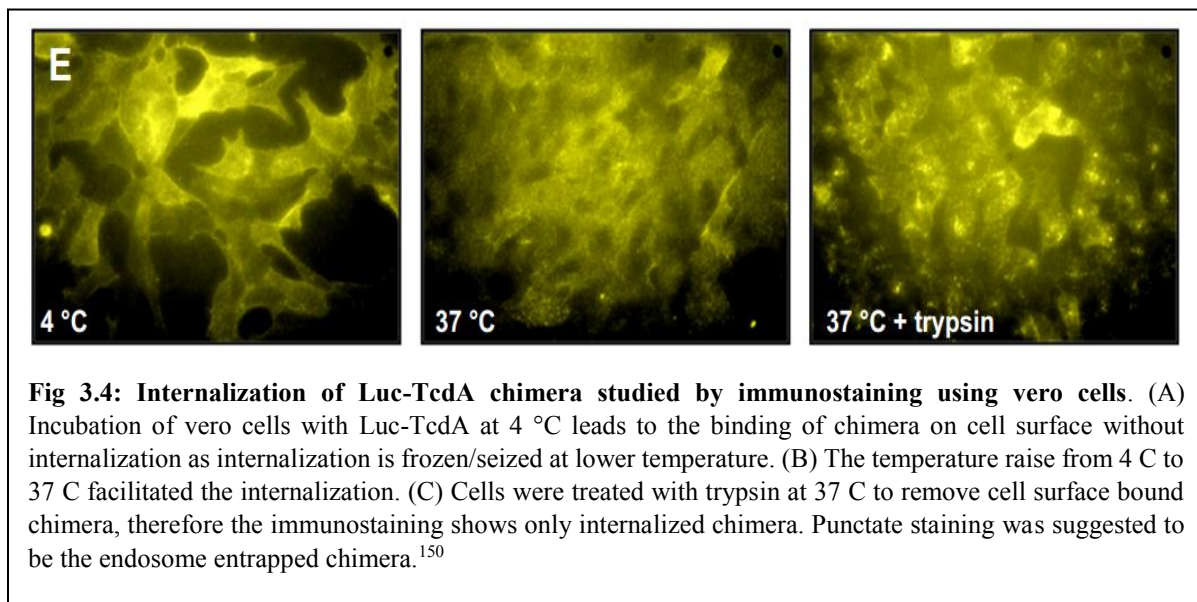 E
4 °C
37 °C
37 °C + trypsin
Fig 3.4: Internalization of Luc-TcdA chimera studied by immunostaining using vero cells. (A)
Incubation of vero cells with Luc-TcdA at 4 °C leads to the binding of chimera on cell surface without
internalization as internalization is frozen/seized at lower temperature. (B) The temperature raise from 4 C to
37 C facilitated the internalization. (C) Cells were treated with trypsin at 37 C to remove cell surface bound
chimera, therefore the immunostaining shows only internalized chimera. Punctate staining was suggested to
be the endosome entrapped chimera.150